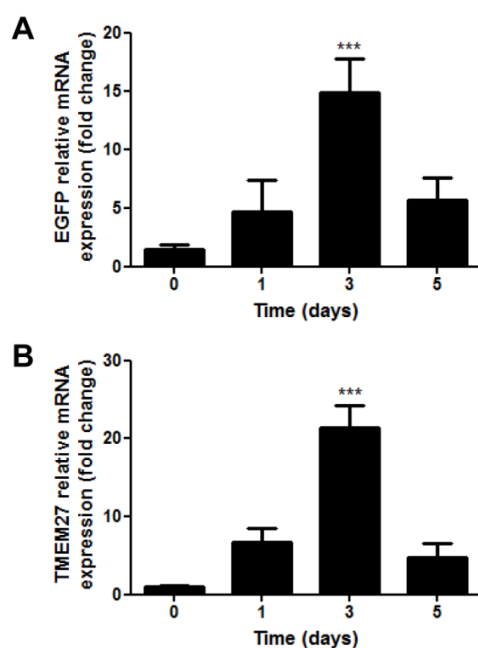 A
EGFP relative mRNA
expression (fold change)
20
15
10
5
0
***
0 1 3 5
Time (days)
B
TMEM27 relative mRNA
expression (fold change)
30
20
10
0
***
0 1 3 5
Time (days)